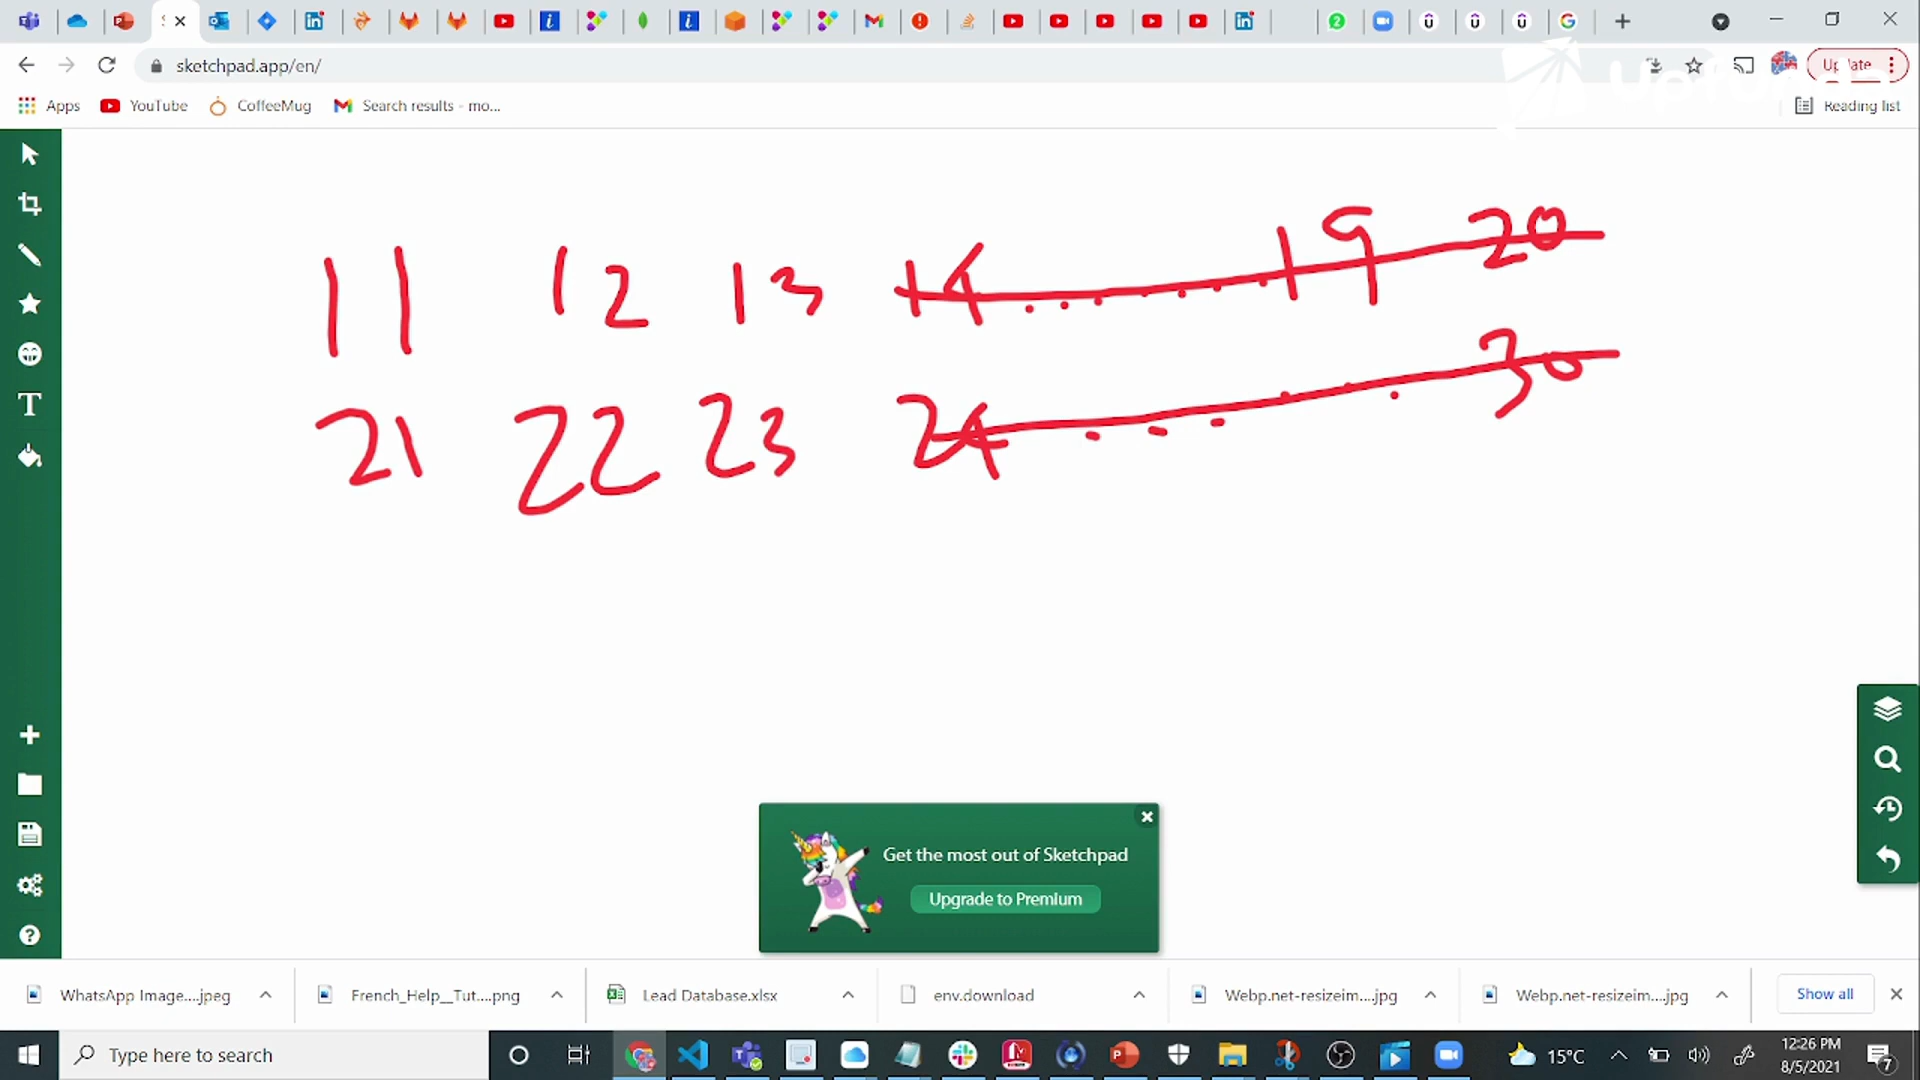 sketchpad.app/en/
Update
Apps YouTube CoffeeMug Search results - mo... Reading list
11 12 13 14 ......... 19 20
21 22 23 24 ...... 30
T
Get the most out of Sketchpad
Upgrade to Premium
WhatsApp Image....jpeg French_Help__Tut....png Lead Database.xlsx env.download Webp.net-resizeim....jpg Webp.net-resizeim....jpg Show all
Type here to search 15°C 12:26 PM
8/5/2021 7